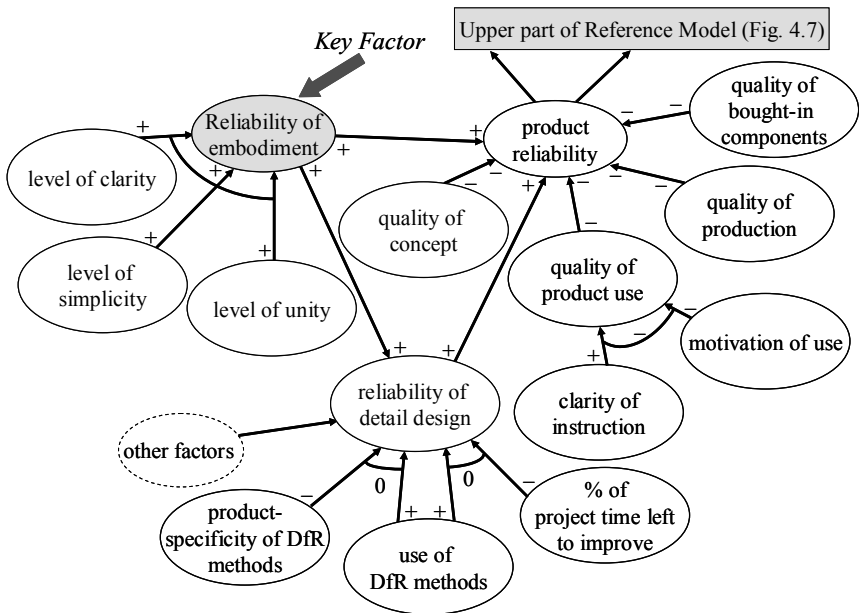 Upper part of Reference Model (Fig. 4.7)
Key Factor
Reliability of
embodiment
+
+
+
+
+
product
reliability
−
−
quality of
bought-in
components
level of clarity
+
level of
simplicity
+
level of unity
+
quality of
concept
−
−
+
−
−
−
quality of
production
−
quality of
product use
−
−
motivation of use
+
clarity of
instruction
+
+
reliability of
detail design
other factors
−
0
0
−
product-
specificity of DfR
methods
+
+
use of
DfR methods
% of
project time left
to improve